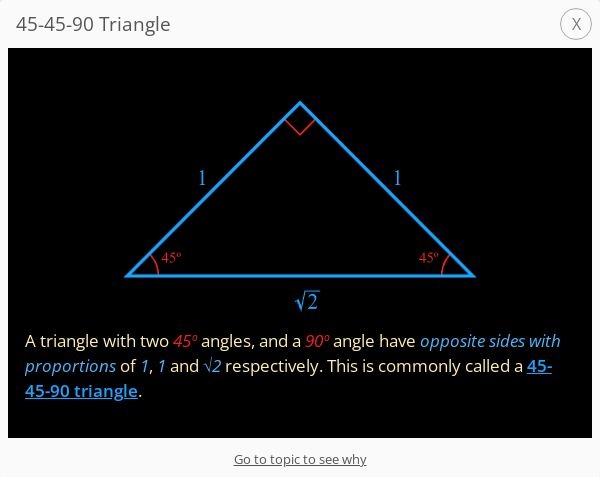 45-45-90 Triangle
X
1
1
45º
45º
√2
A triangle with two 45º angles, and a 90º angle have opposite sides with
proportions of 1, 1 and √2 respectively. This is commonly called a 45-
45-90 triangle.
Go to topic to see why